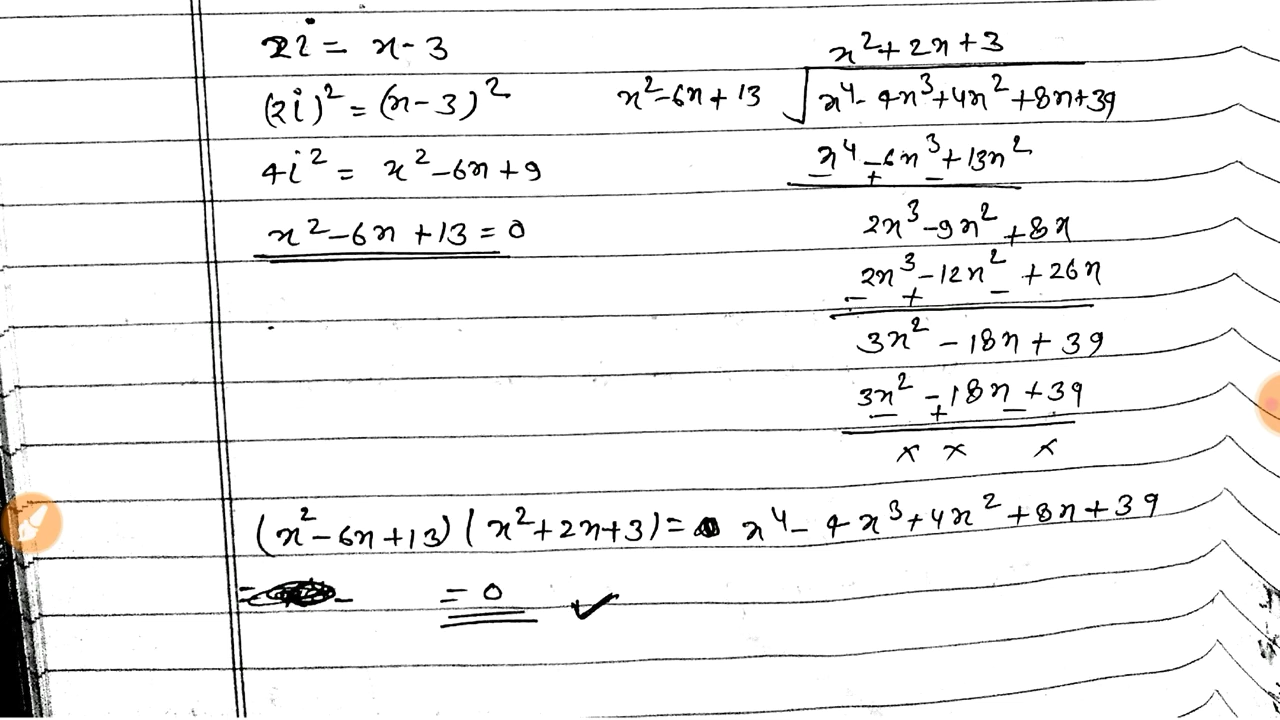 2i = x - 3
(2i)² = (x - 3)²
4i² = x² - 6x + 9
x² - 6x + 13 = 0
x² + 2x + 3
x² - 6x + 13 √ x⁴ - 4x³ + 4x² + 8x + 39
x⁴ - 6x³ + 13x²
- + -
2x³ - 9x² + 8x
2x³ - 12x² + 26x
- + -
3x² - 18x + 39
3x² - 18x + 39
- + -
× × ×
(x² - 6x + 13) (x² + 2x + 3) = x⁴ - 4x³ + 4x² + 8x + 39
= 0 ✓